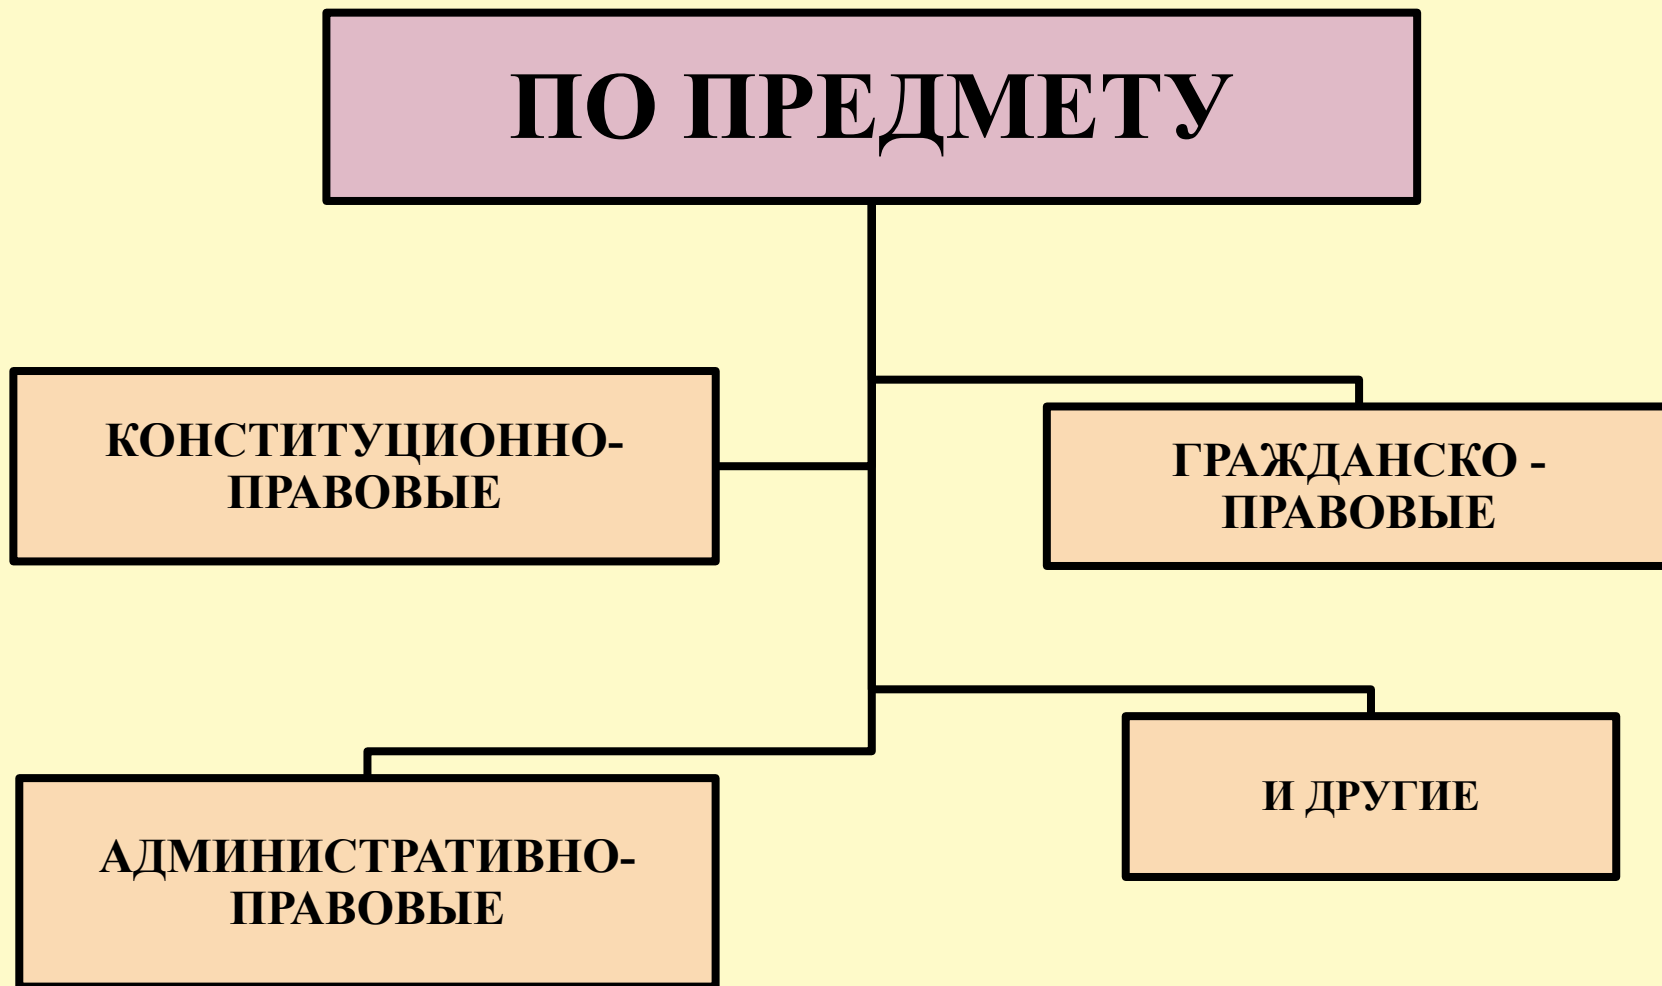 ПО ПРЕДМЕТУ
КОНСТИТУЦИОННО-
ПРАВОВЫЕ
ГРАЖДАНСКО -
ПРАВОВЫЕ
АДМИНИСТРАТИВНО-
ПРАВОВЫЕ
И ДРУГИЕ